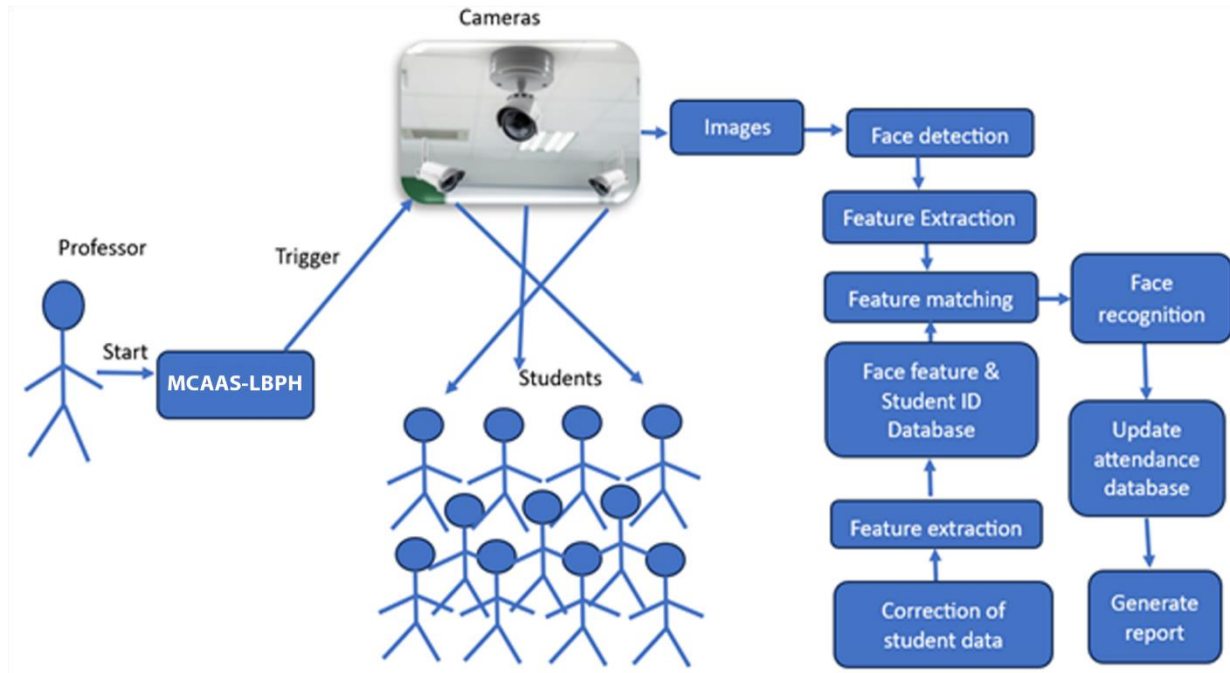 Cameras
Images
Face detection
Feature Extraction
Professor
Trigger
Feature matching
Face
recognition
Start
MCAAS-LBPH
Students
Face feature &
Student ID
Database
Update
attendance
database
Feature extraction
Correction of
student data
Generate
report